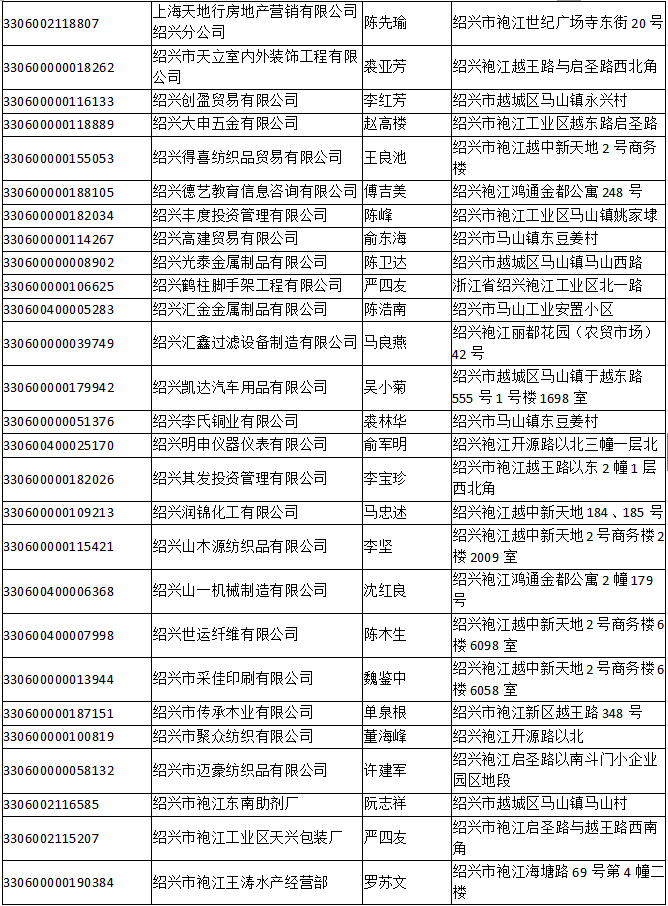 3306002118807 上海天地行房地产营销有限公司绍兴分公司 陈先瑜 绍兴市袍江世纪广场寺东街 20 号
330600000018262 绍兴市天立室内外装饰工程有限公司 裘亚芳 绍兴袍江越王路与启圣路西北角
330600000116133 绍兴创盈贸易有限公司 李红芳 绍兴市越城区马山镇永兴村
330600000118889 绍兴大申五金有限公司 赵高楼 绍兴市袍江工业区越东路启圣路
330600000155053 绍兴得喜纺织品贸易有限公司 王良池 绍兴市袍江越中新天地 2 号商务楼
330600000188105 绍兴德艺教育信息咨询有限公司 傅吉美 绍兴袍江鸿通金都公寓 248 号
330600000182034 绍兴丰度投资管理有限公司 陈峰 绍兴市袍江工业区马山镇姚家埭
330600000114267 绍兴高建贸易有限公司 俞东海 绍兴市马山镇东豆姜村
330600000008902 绍兴光泰金属制品有限公司 陈卫达 绍兴市越城区马山镇马山西路
330600000106625 绍兴鹤柱脚手架工程有限公司 严四友 浙江省绍兴袍江工业区北一路
330600400005283 绍兴汇金金属制品有限公司 陈浩南 绍兴市马山工业安置小区
330600000039749 绍兴汇鑫过滤设备制造有限公司 马良燕 绍兴袍江丽都花园（农贸市场）42 号
330600000179942 绍兴凯达汽车用品有限公司 吴小菊 绍兴市越城区马山镇于越东路 555 号 1 号楼 1698 室
330600000051376 绍兴李氏铜业有限公司 裘林华 绍兴市马山镇东豆姜村
330600400025170 绍兴明申仪器仪表有限公司 俞军明 绍兴袍江开源路以北三幢一层北
330600000182026 绍兴其发投资管理有限公司 李宝珍 绍兴市袍江越王路以东 2 幢 1 层西北角
330600000109213 绍兴润锦化工有限公司 马忠述 绍兴袍江越中新天地 184、185 号
330600000115421 绍兴山木源纺织品有限公司 李坚 绍兴袍江越中新天地 2 号商务楼 2 楼 2009 室
330600400006368 绍兴山一机械制造有限公司 沈红良 绍兴袍江鸿通金都公寓 2 幢 179 号
330600400007998 绍兴世运纤维有限公司 陈木生 绍兴袍江越中新天地 2 号商务楼 6 楼 6098 室
330600000013944 绍兴市采佳印刷有限公司 魏鉴中 绍兴袍江越中新天地 2 号商务楼 6 楼 6058 室
330600000187151 绍兴市传承木业有限公司 单泉根 绍兴市袍江新区越王路 348 号
330600000100819 绍兴市聚众纺织有限公司 董海峰 绍兴袍江开源路以北
330600000058132 绍兴市迈豪纺织品有限公司 许建军 绍兴袍江启圣路以南斗门小企业园区地段
3306002116585 绍兴市袍江东南助剂厂 阮志祥 绍兴市越城区马山镇马山村
3306002115207 绍兴市袍江工业区天兴包装厂 严四友 绍兴市袍江启圣路与越王路西南角
330600000190384 绍兴市袍江王涛水产经营部 罗苏文 绍兴市袍江海塘路 69 号第 4 幢二楼